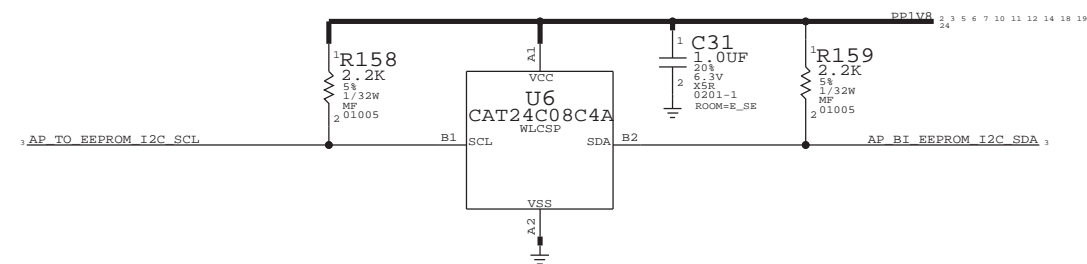 PP1V8 2 3 5 6 7 10 11 12 14 18 19
24
1
R158
2.2K
5%
1/32W
MF
01005
2
A1
VCC
U6
CAT24C08C4A
WLCSP
1
C31
1.0UF
20%
6.3V
X5R
0201-1
ROOM=E_SE
2
1
R159
2.2K
5%
1/32W
MF
01005
2
3 AP_TO_EEPROM_I2C_SCL
B1
SCL
SDA
B2
AP_BI_EEPROM_I2C_SDA 3
VSS
A2